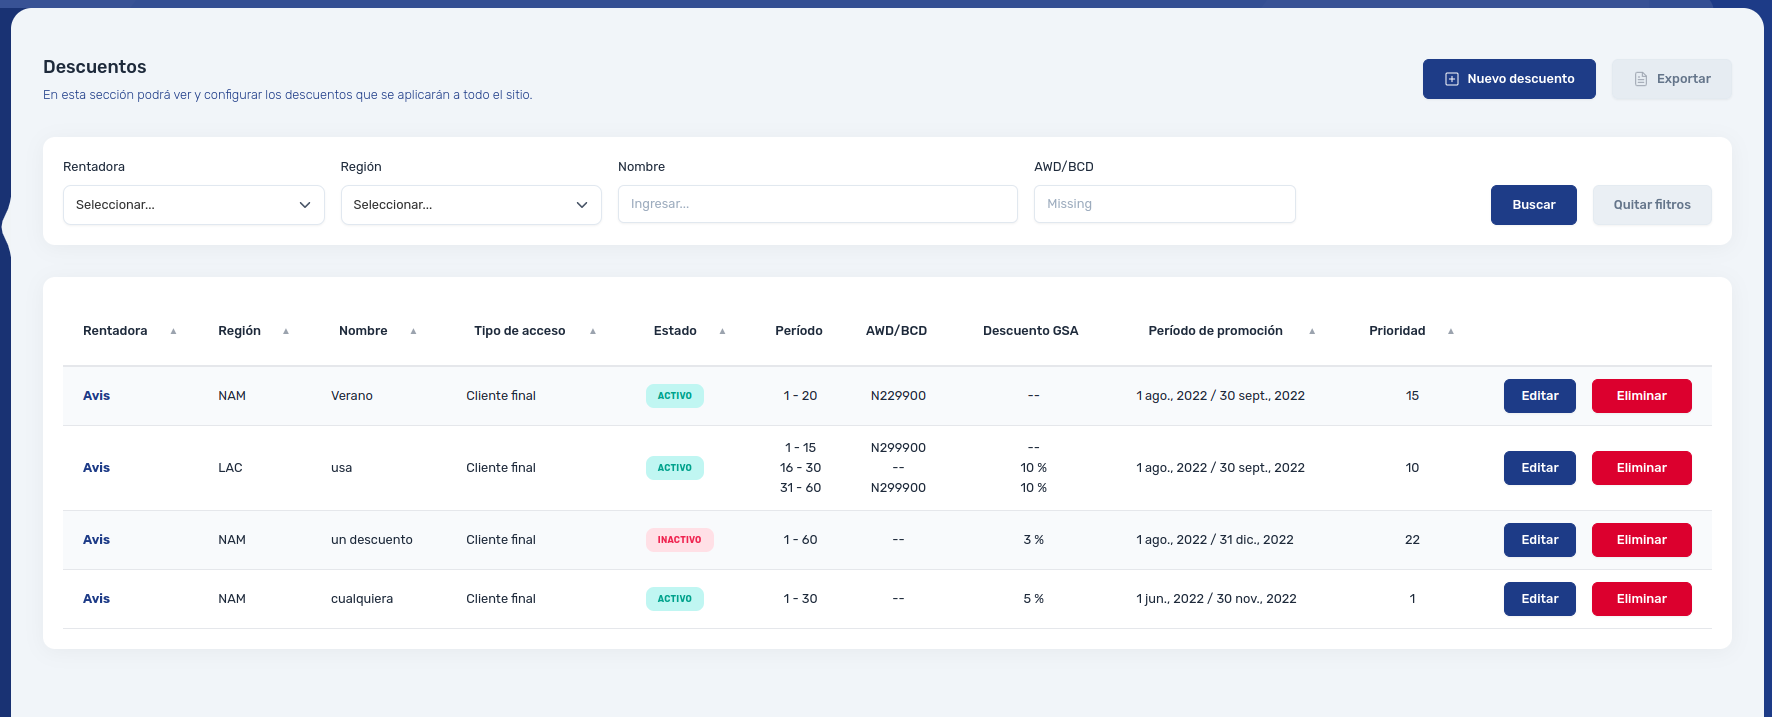 Descuentos
En esta sección podrá ver y configurar los descuentos que se aplicarán a todo el sitio.
Nuevo descuento
Exportar
Rentadora Región Nombre AWD/BCD
Seleccionar... Seleccionar... Ingresar... Missing Buscar Quitar filtros
Rentadora ▲ Región ▲ Nombre ▲ Tipo de acceso ▲ Estado ▲ Período AWD/BCD Descuento GSA Período de promoción ▲ Prioridad ▲
Avis NAM Verano Cliente final ACTIVO 1 - 20 N229900 -- 1 ago., 2022 / 30 sept., 2022 15 Editar Eliminar
1 - 15 N299900 --
Avis LAC usa Cliente final ACTIVO 16 - 30 -- 10 % 1 ago., 2022 / 30 sept., 2022 10 Editar Eliminar
31 - 60 N299900 10 %
Avis NAM un descuento Cliente final INACTIVO 1 - 60 -- 3 % 1 ago., 2022 / 31 dic., 2022 22 Editar Eliminar
Avis NAM cualquiera Cliente final ACTIVO 1 - 30 -- 5 % 1 jun., 2022 / 30 nov., 2022 1 Editar Eliminar